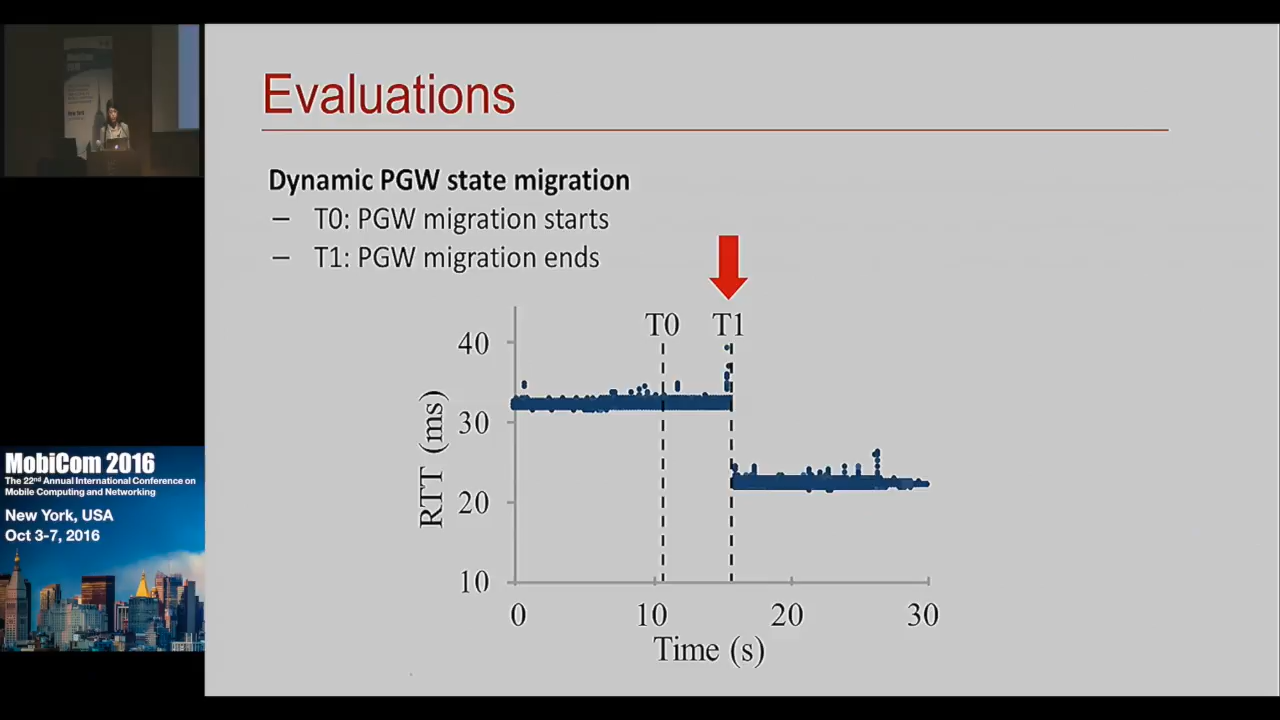 Evaluations
Dynamic PGW state migration
– T0: PGW migration starts
– T1: PGW migration ends
T0 T1
40
30
20
10
RTT (ms)
0 10 20 30
Time (s)
MobiCom 2016
The 22nd Annual International Conference on
Mobile Computing and Networking
New York, USA
Oct 3-7, 2016